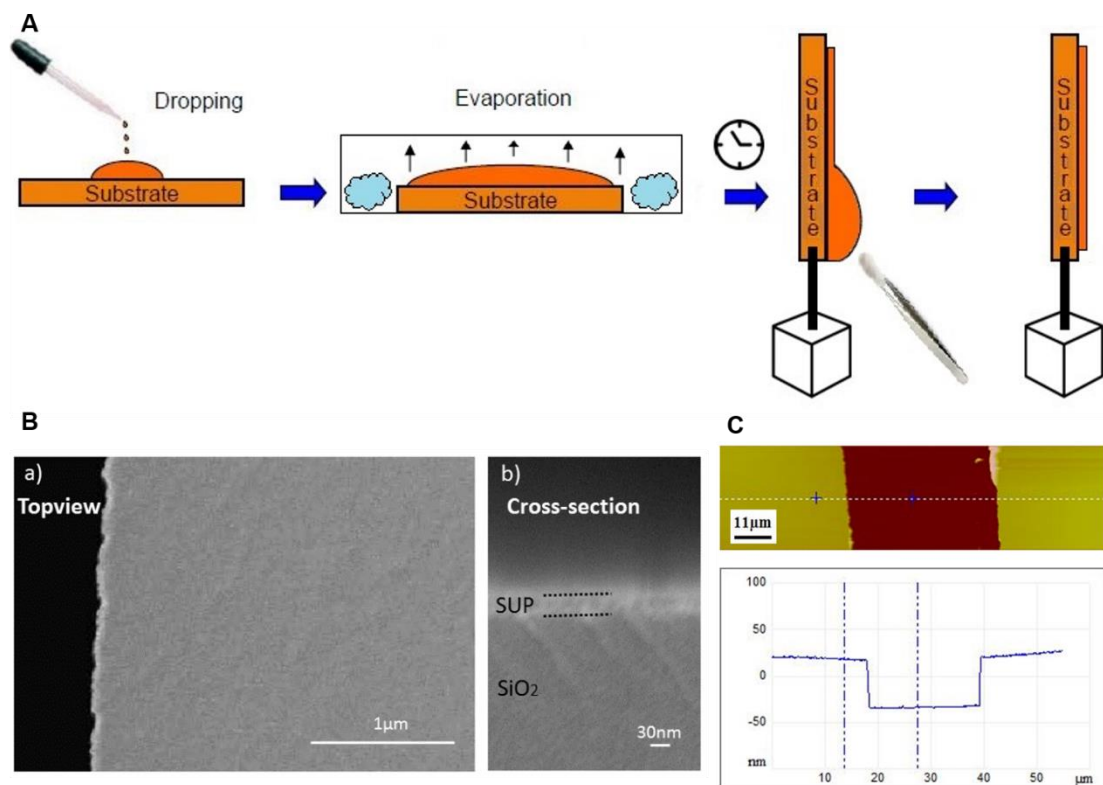 A
Dropping
Evaporation
Substrate
Substrate
Substrate
Substrate
B
a)
Topview
1μm
b)
Cross-section
SUP
SiO₂
30nm
C
11μm
100
50
0
-50
nm
10 20 30 40 50 μm